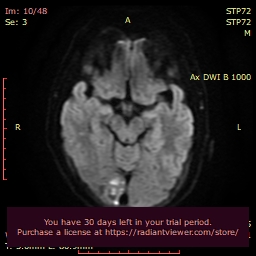 Im: 10/48
Se: 3
STP72
STP72
M
A
Ax DWI B 1000
R
L
You have 30 days left in your trial period.
Purchase a license at https://radiantviewer.com/store/